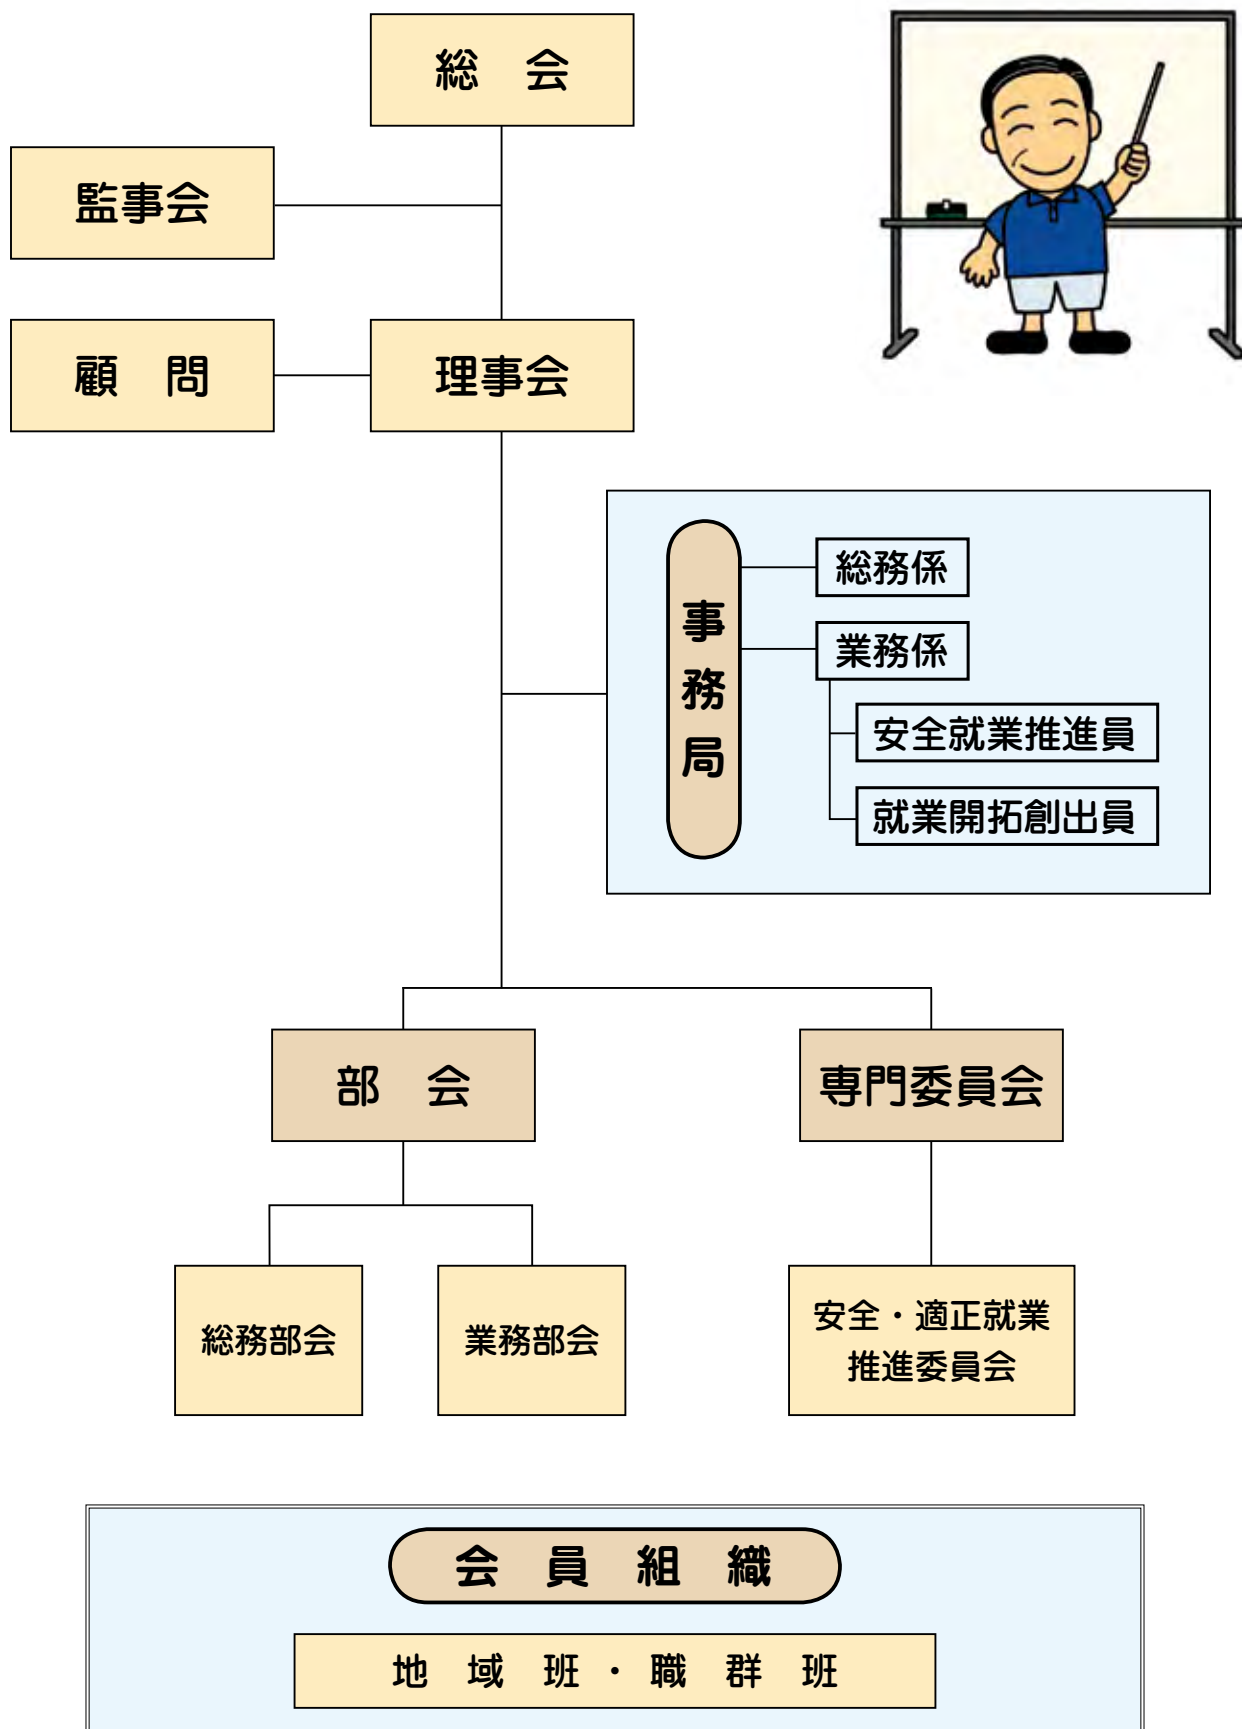 総　会
監事会
顧　問
理事会
事務局
総務係
業務係
安全就業推進員
就業開拓創出員
部　会
専門委員会
総務部会
業務部会
安全・適正就業
推進委員会
会　員　組　織
地　域　班・職　群　班